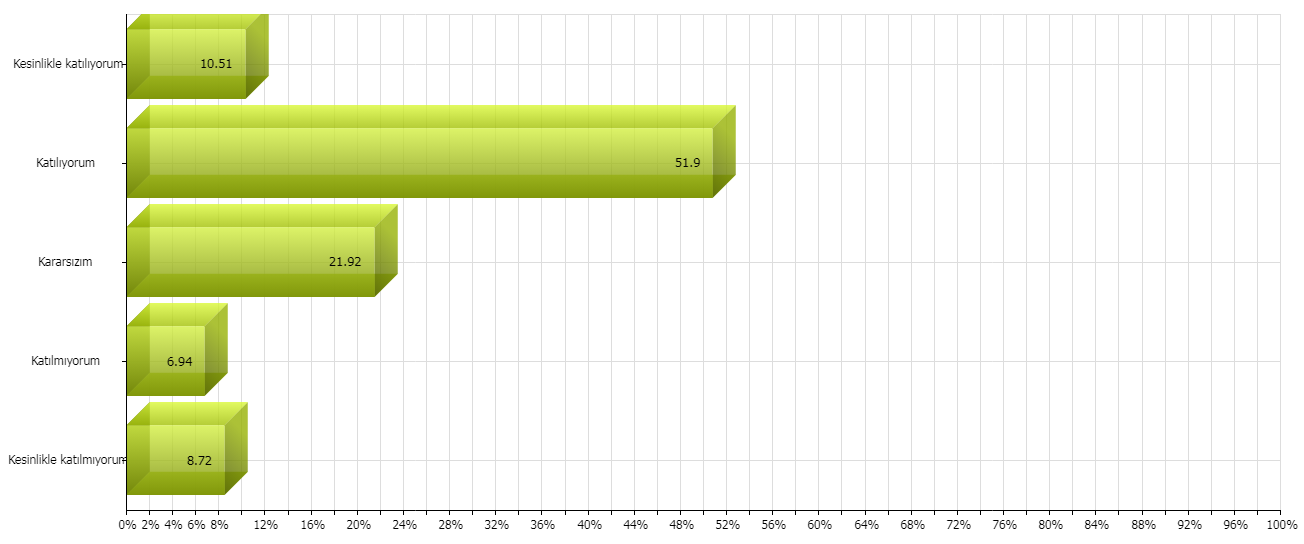 Kesinlikle katılıyorum 10.51
Katılıyorum 51.9
Kararsızım 21.92
Katılmıyorum 6.94
Kesinlikle katılmıyorum 8.72
0% 2% 4% 6% 8% 12% 16% 20% 24% 28% 32% 36% 40% 44% 48% 52% 56% 60% 64% 68% 72% 76% 80% 84% 88% 92% 96% 100%